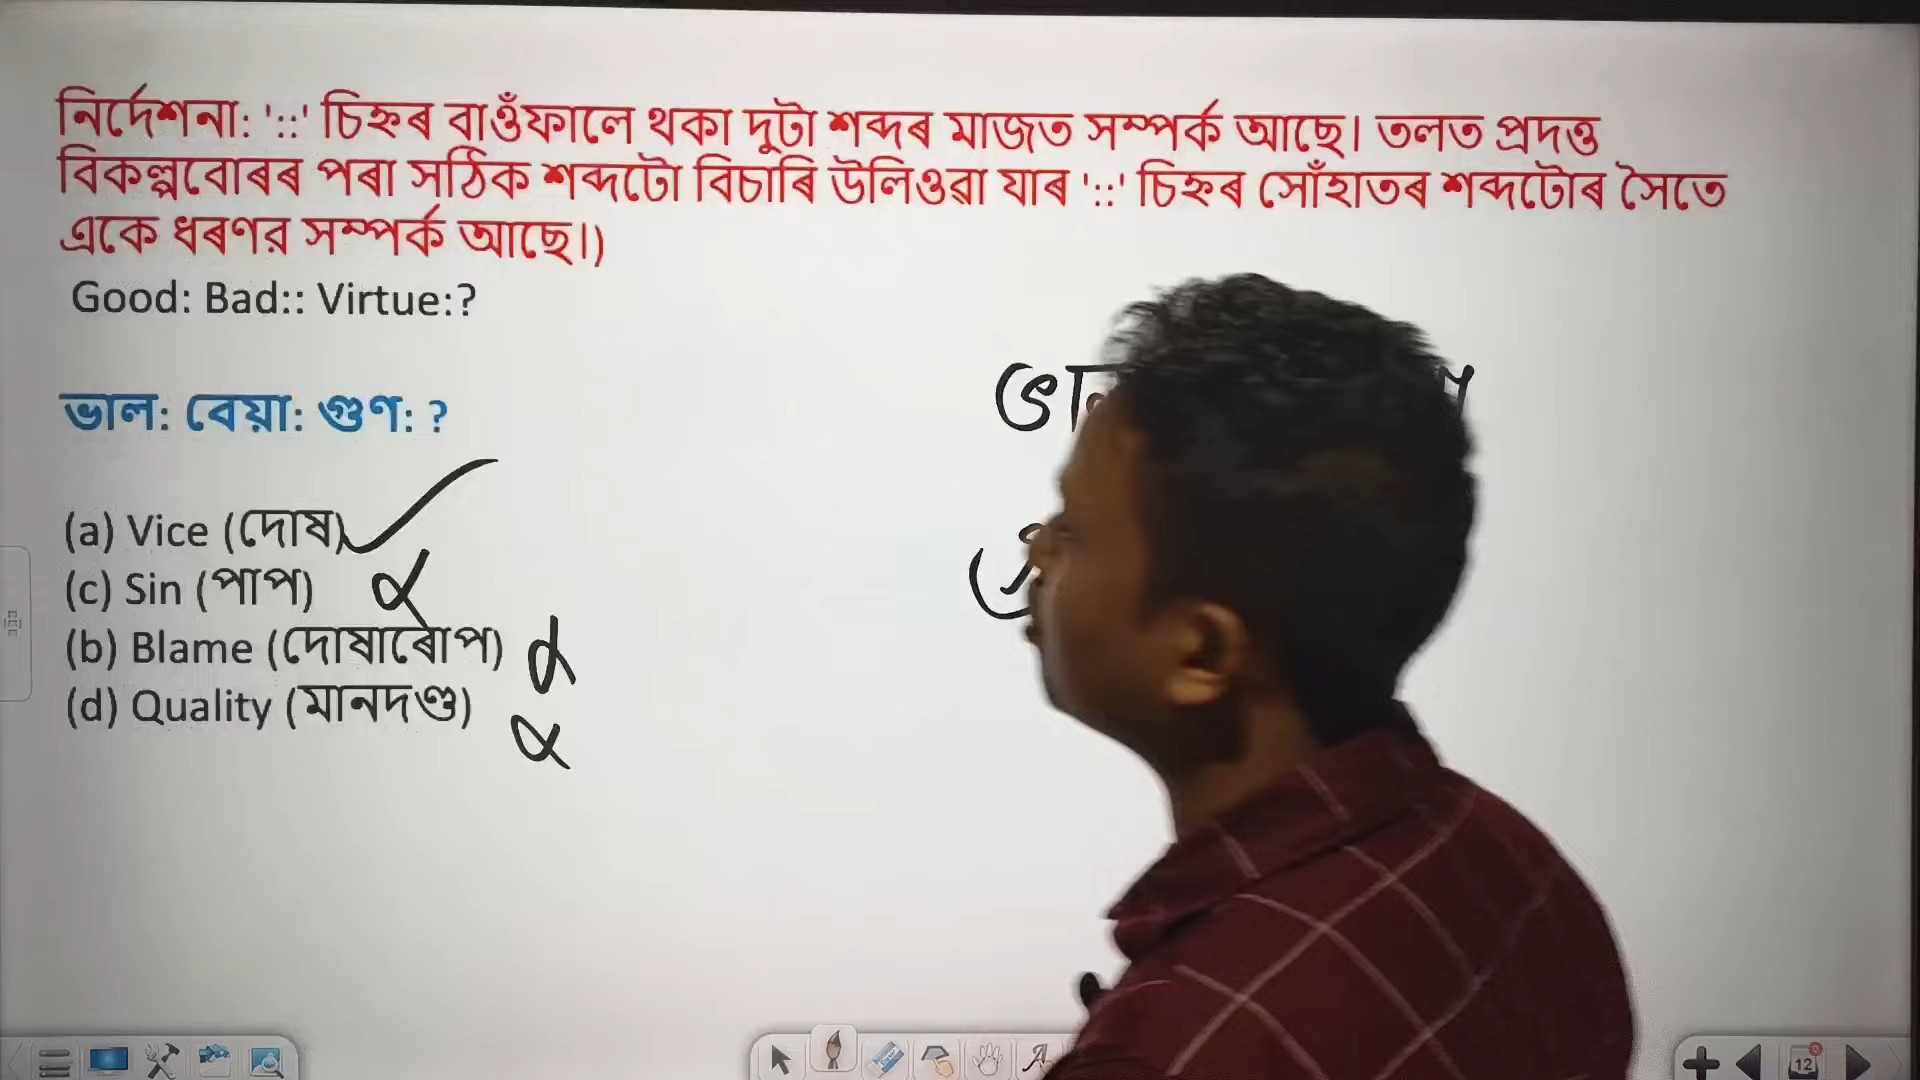 নিৰ্দেশনা: '::' চিহ্নৰ বাওঁফালে থকা দুটা শব্দৰ মাজত সম্পৰ্ক আছে। তলত প্ৰদত্ত
বিকল্পবোৰৰ পৰা সঠিক শব্দটো বিচাৰি উলিওৱা যাৰ '::' চিহ্নৰ সোঁহাতৰ শব্দটোৰ সৈতে
একে ধৰণৰ সম্পৰ্ক আছে।)
Good: Bad:: Virtue:?
ভাল: বেয়া: গুণ: ?
(a) Vice (দোষ)
(c) Sin (পাপ)
(b) Blame (দোষাৰোপ)
(d) Quality (মানদণ্ড)
12